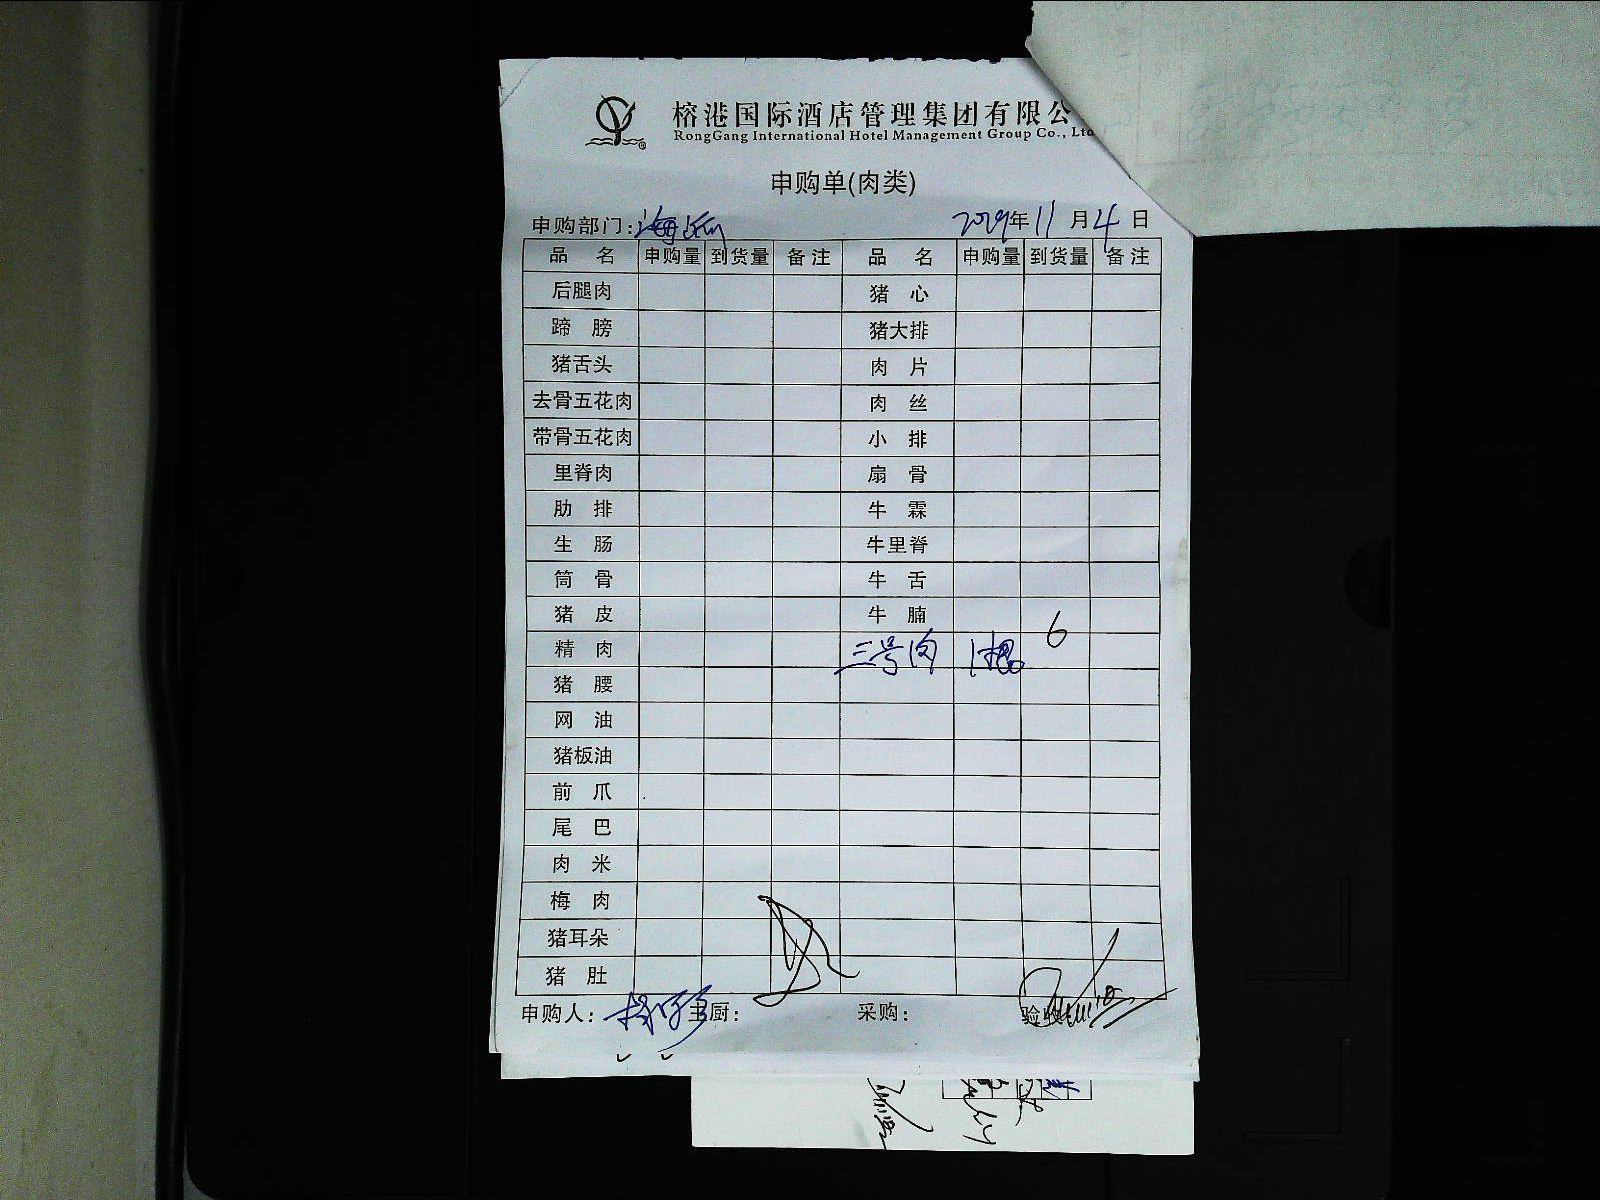 榕港国际酒店管理集团有限公
RongGang International Hotel Management Group Co., Ltd
申购单(肉类)
申购部门: 2019年11月4日
品 名 申购量 到货量 备注 品 名 申购量 到货量 备注
后腿肉 猪 心
蹄 膀 猪大排
猪舌头 肉 片
去骨五花肉 肉 丝
带骨五花肉 小 排
里脊肉 扇 骨
肋 排 牛 霖
生 肠 牛里脊
筒 骨 牛 舌
猪 皮 牛 腩
精 肉 三号肉 6
猪 腰
网 油
猪板油
前 爪
尾 巴
肉 米
梅 肉
猪耳朵
猪 肚
申购人: 主厨: 采购: 验收